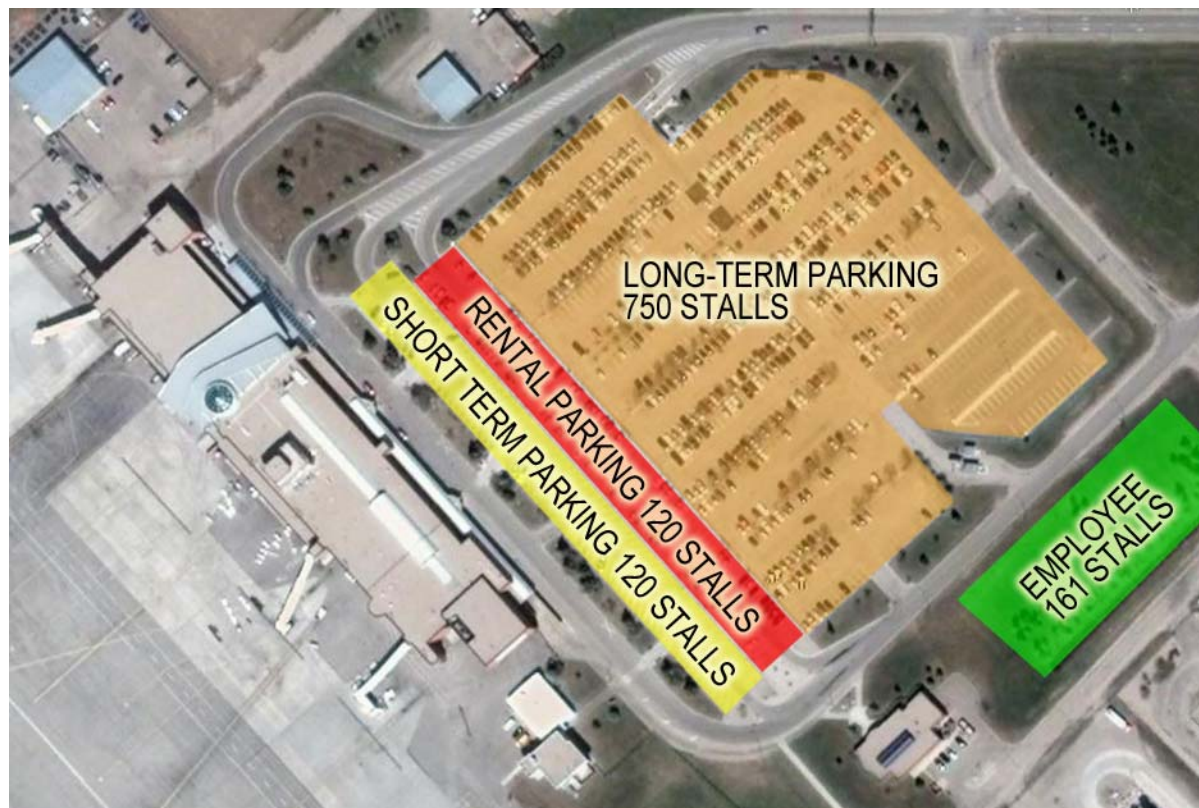 LONG-TERM PARKING
750 STALLS
RENTAL PARKING 120 STALLS
SHORT TERM PARKING 120 STALLS
EMPLOYEE
161 STALLS